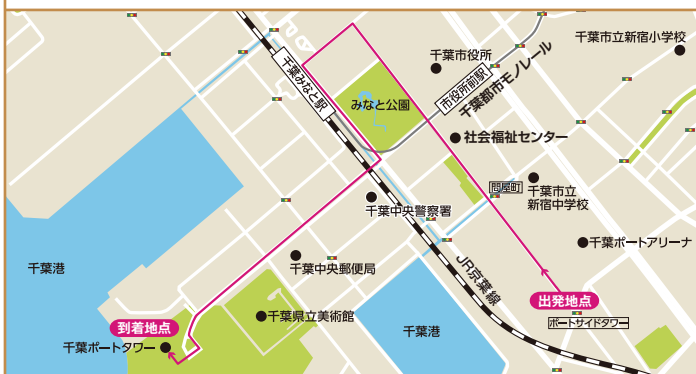 千葉市役所
千葉市立新宿小学校
千葉みなと駅
みなと公園
市役所前駅
千葉都市モノレール
社会福祉センター
問屋町
千葉市立
新宿中学校
千葉中央警察署
千葉ポートアリーナ
千葉港
千葉中央郵便局
JR京葉線
出発地点
ポートサイドタワー
千葉県立美術館
到着地点
千葉港
千葉ポートタワー